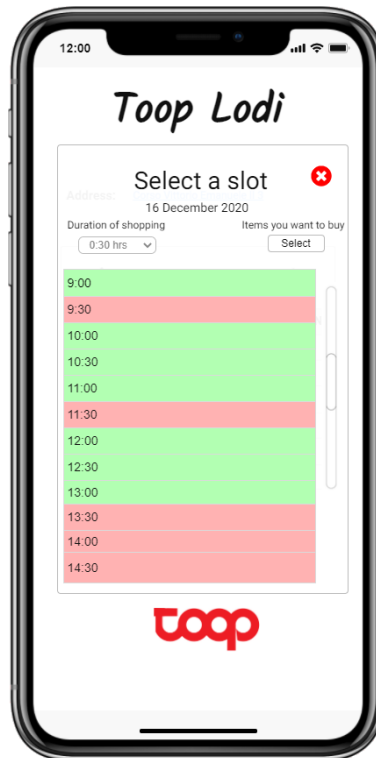 12:00
Toop Lodi
Select a slot
Address:
16 December 2020
Duration of shopping
Items you want to buy
0:30 hrs
Select
9:00
9:30
10:00
10:30
11:00
11:30
12:00
12:30
13:00
13:30
14:00
14:30
toop